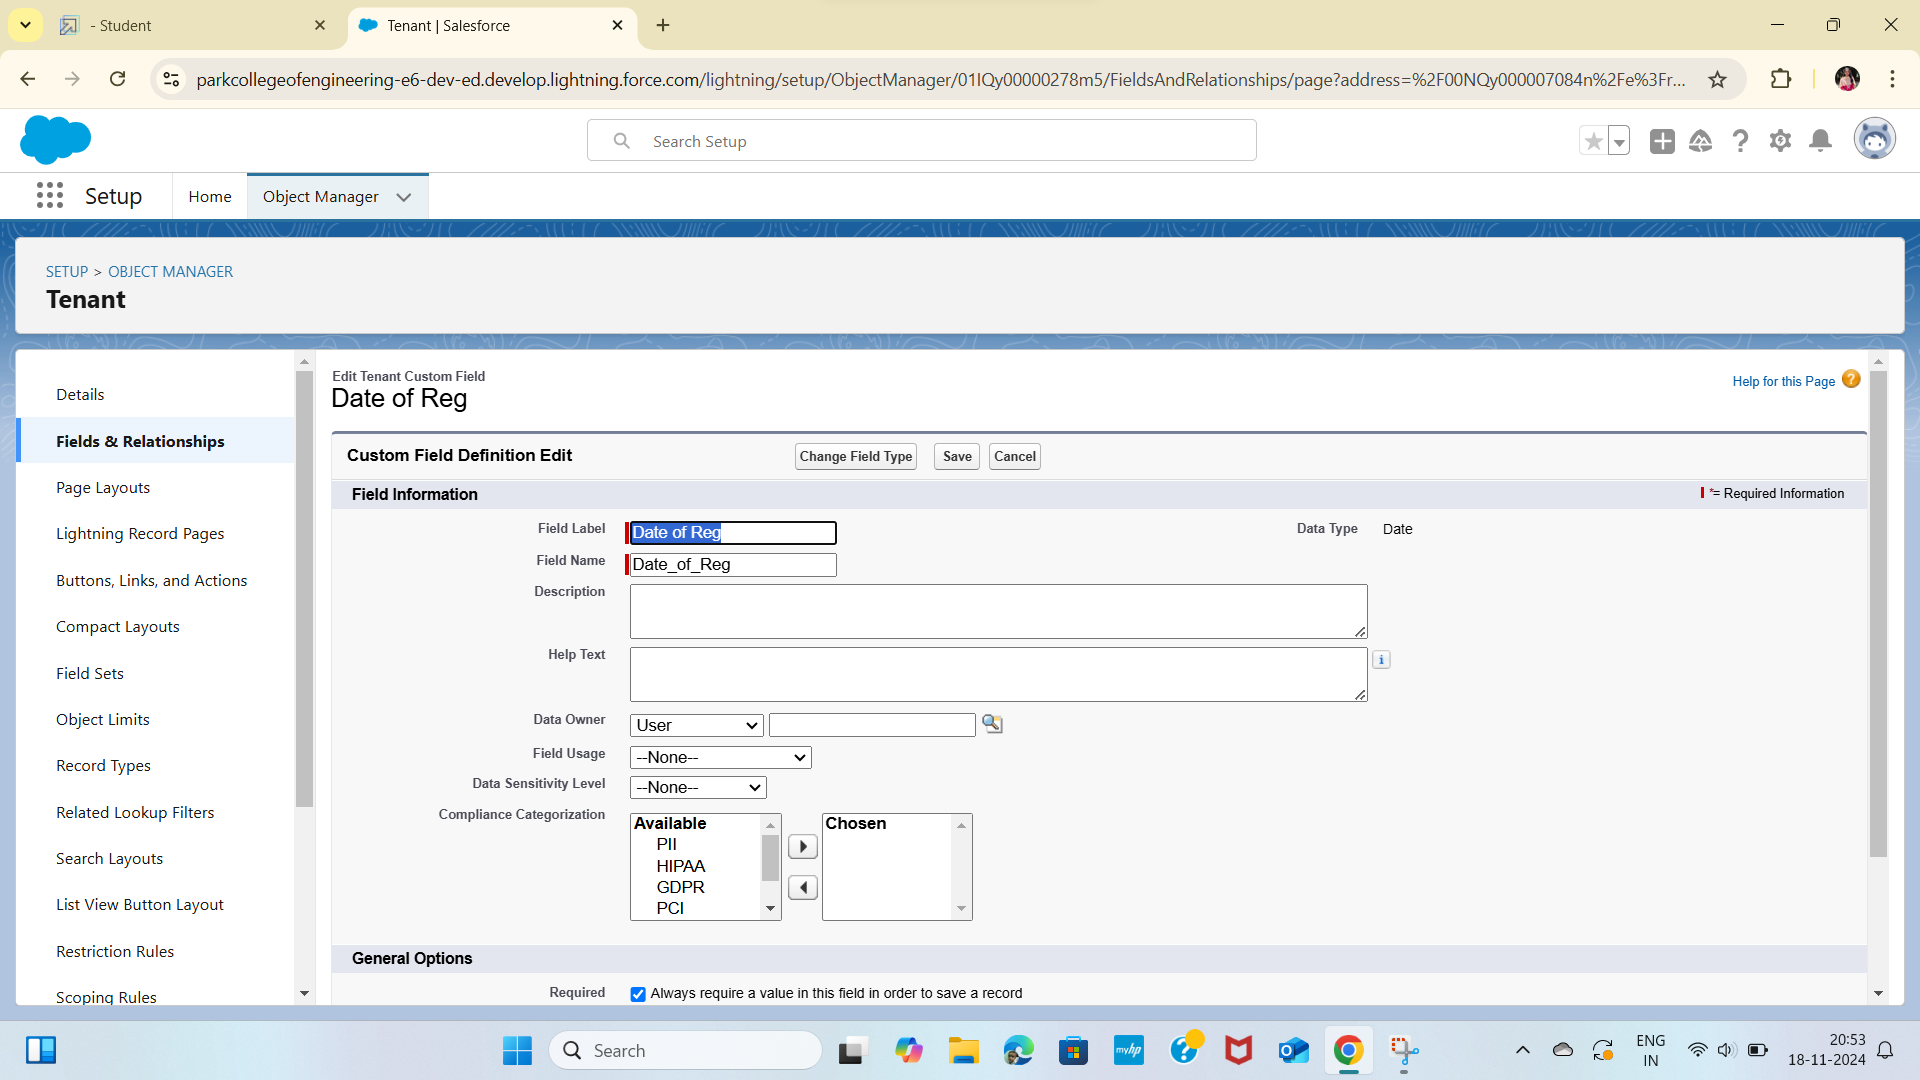 - Student
Tenant | Salesforce
parkcollegeofengineering-e6-dev-ed.develop.lightning.force.com/lightning/setup/ObjectManager/01IQy00000278m5/FieldsAndRelationships/page?address=%2F00NQy000007084n%2Fe%3Fr...
Search Setup
Setup
Home
Object Manager
SETUP > OBJECT MANAGER
Tenant
Details
Fields & Relationships
Page Layouts
Lightning Record Pages
Buttons, Links, and Actions
Compact Layouts
Field Sets
Object Limits
Record Types
Related Lookup Filters
Search Layouts
List View Button Layout
Restriction Rules
Scoping Rules
Edit Tenant Custom Field
Date of Reg
Help for this Page
Custom Field Definition Edit
Change Field Type
Save
Cancel
Field Information
*= Required Information
Field Label
Date of Reg
Data Type
Date
Field Name
Date_of_Reg
Description
Help Text
Data Owner
User
Field Usage
--None--
Data Sensitivity Level
--None--
Compliance Categorization
Available
PII
HIPAA
GDPR
PCI
Chosen
General Options
Required
Always require a value in this field in order to save a record
Search
myhp
ENG
IN
20:53
18-11-2024